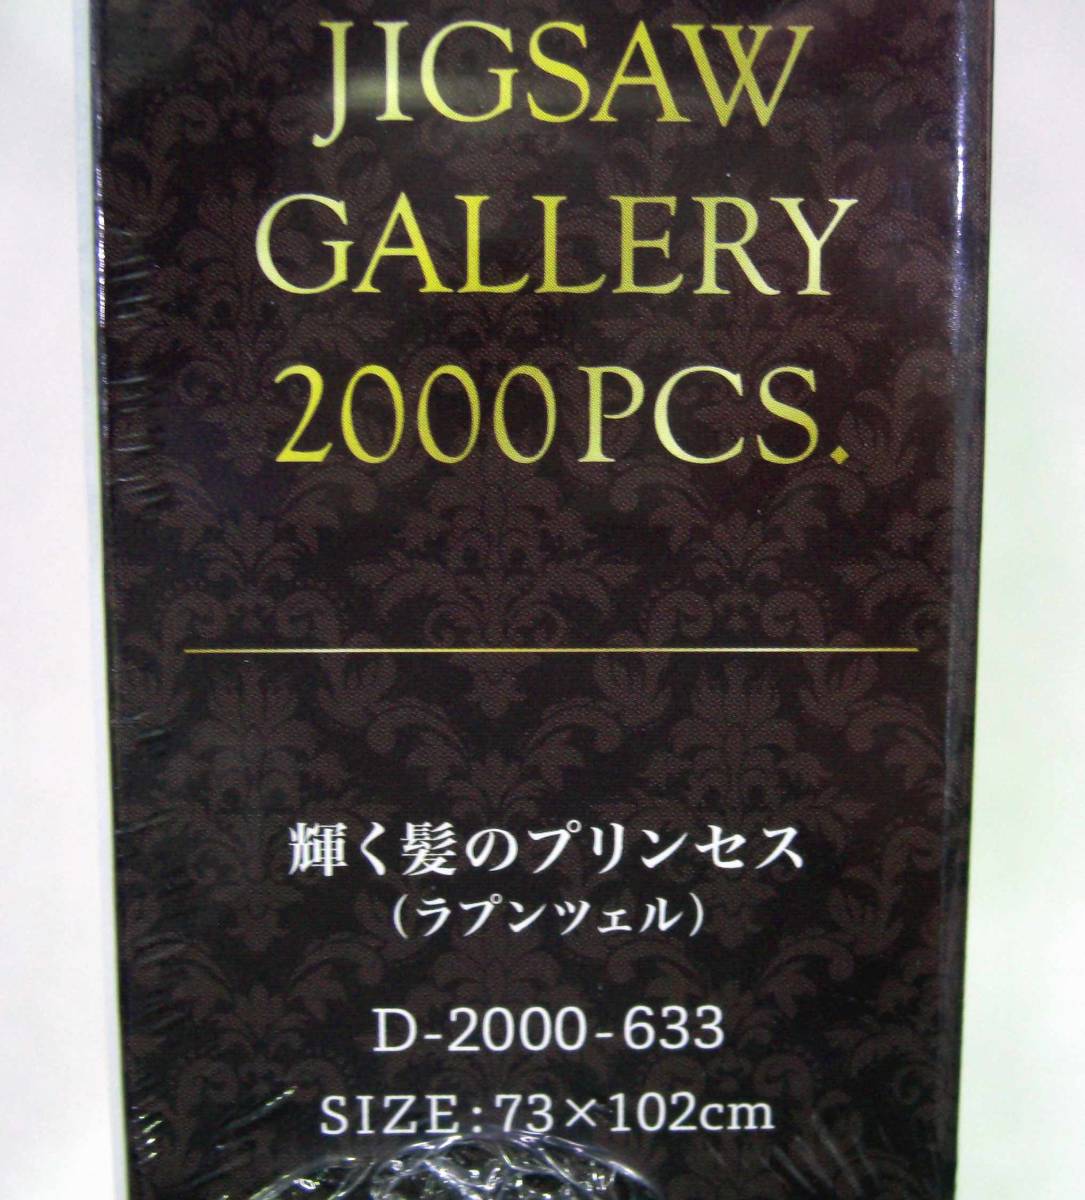 JIGSAW
GALLERY
2000PCS.
輝く髪のプリンセス
（ラプンツェル）
D-2000-633
SIZE:73×102cm